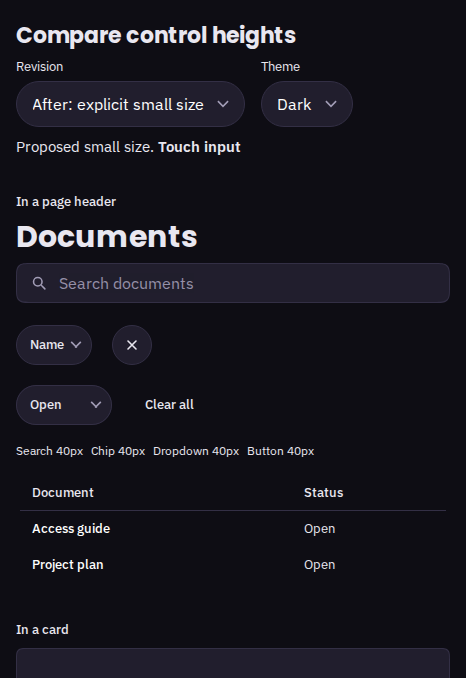 Compare control heights
Revision Theme
After: explicit small size Dark
Proposed small size. Touch input
In a page header
Documents
Search documents
Name
Open Clear all
Search 40px Chip 40px Dropdown 40px Button 40px
Document Status
Access guide Open
Project plan Open
In a card